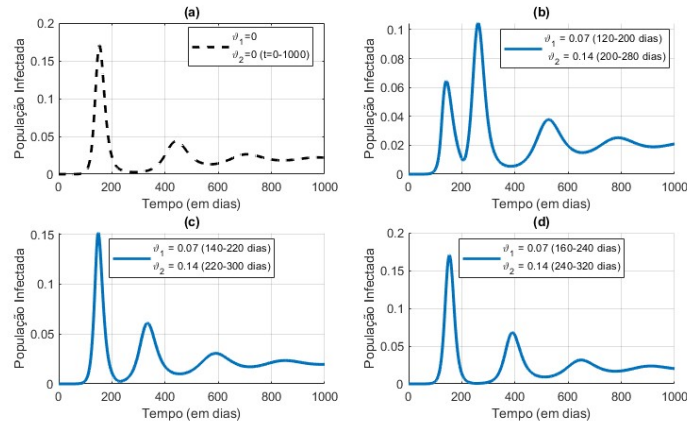 (a)
População Infectada
0.2
0.15
0.1
0.05
0
0 200 400 600 800 1000
Tempo (em dias)
ϑ1=0
ϑ2=0 (t=0-1000)
(b)
População Infectada
0.1
0.08
0.06
0.04
0.02
0
0 200 400 600 800 1000
Tempo (em dias)
ϑ1 = 0.07 (120-200 dias)
ϑ2 = 0.14 (200-280 dias)
(c)
População Infectada
0.15
0.1
0.05
0
0 200 400 600 800 1000
Tempo (em dias)
ϑ1 = 0.07 (140-220 dias)
ϑ2 = 0.14 (220-300 dias)
(d)
População Infectada
0.2
0.15
0.1
0.05
0
0 200 400 600 800 1000
Tempo (em dias)
ϑ1 = 0.07 (160-240 dias)
ϑ2 = 0.14 (240-320 dias)